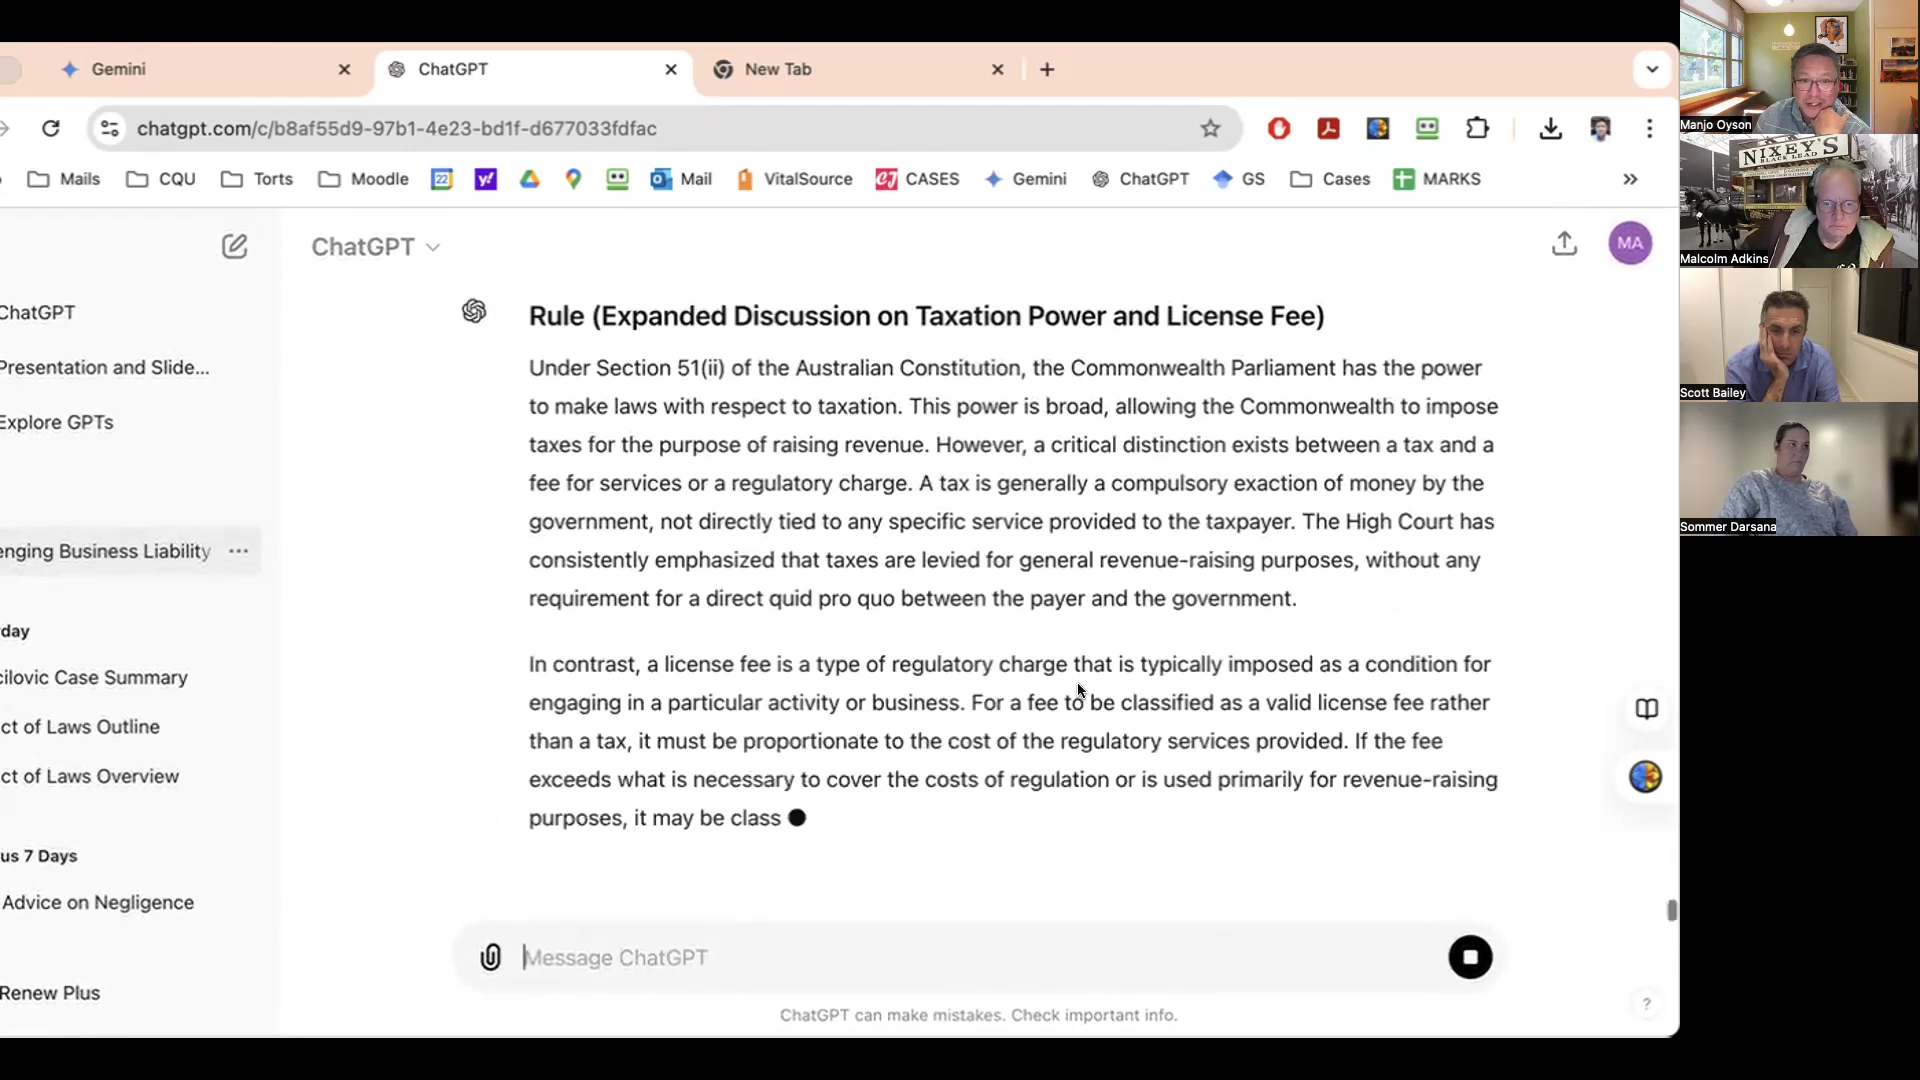 Gemini
ChatGPT
New Tab
chatgpt.com/c/b8af55d9-97b1-4e23-bd1f-d677033fdfac
Mails
CQU
Torts
Moodle
22
y!
Mail
VitalSource
CJ CASES
Gemini
ChatGPT
GS
Cases
MARKS
ChatGPT
MA
ChatGPT
Presentation and Slide...
Explore GPTs
enging Business Liability
day
cilovic Case Summary
ct of Laws Outline
ct of Laws Overview
us 7 Days
Advice on Negligence
Renew Plus
Rule (Expanded Discussion on Taxation Power and License Fee)
Under Section 51(ii) of the Australian Constitution, the Commonwealth Parliament has the power
to make laws with respect to taxation. This power is broad, allowing the Commonwealth to impose
taxes for the purpose of raising revenue. However, a critical distinction exists between a tax and a
fee for services or a regulatory charge. A tax is generally a compulsory exaction of money by the
government, not directly tied to any specific service provided to the taxpayer. The High Court has
consistently emphasized that taxes are levied for general revenue-raising purposes, without any
requirement for a direct quid pro quo between the payer and the government.
In contrast, a license fee is a type of regulatory charge that is typically imposed as a condition for
engaging in a particular activity or business. For a fee to be classified as a valid license fee rather
than a tax, it must be proportionate to the cost of the regulatory services provided. If the fee
exceeds what is necessary to cover the costs of regulation or is used primarily for revenue-raising
purposes, it may be class
Message ChatGPT
ChatGPT can make mistakes. Check important info.
?
Manjo Oyson
NIXEY'S
BLACK LEAD
Malcolm Adkins
Scott Bailey
Sommer Darsana